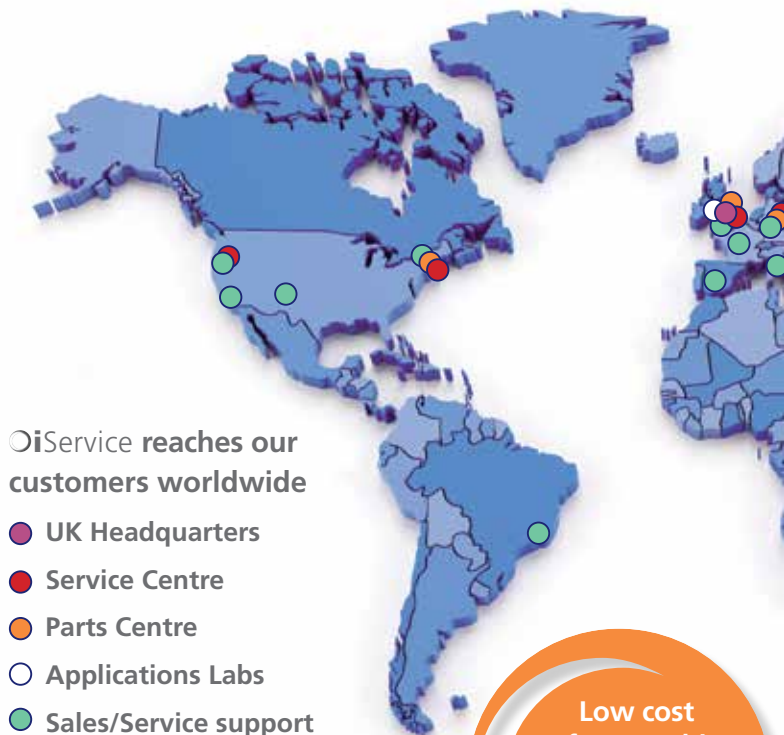 OiService reaches our
customers worldwide
UK Headquarters
Service Centre
Parts Centre
Applications Labs
Sales/Service support
Low cost